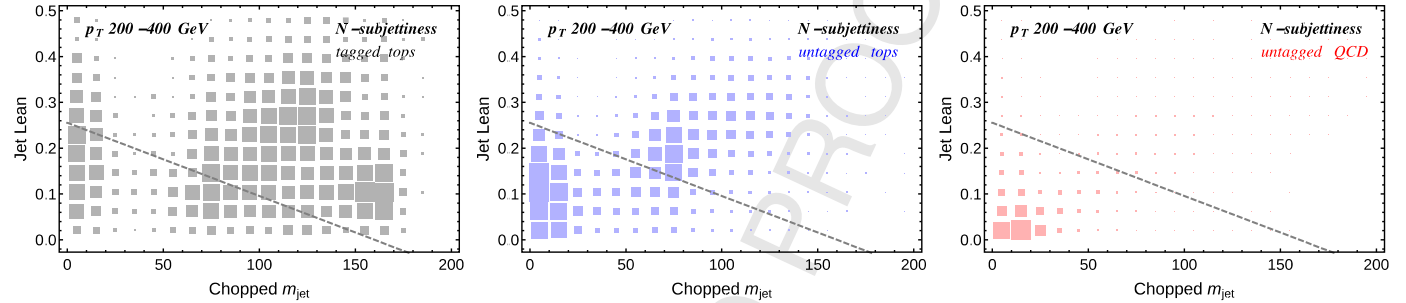 p_T 200 –400 GeV
N –subjettiness
tagged tops
Jet Lean
0.5
0.4
0.3
0.2
0.1
0.0
0 50 100 150 200
Chopped m_jet
p_T 200 –400 GeV
N –subjettiness
untagged tops
Jet Lean
0.5
0.4
0.3
0.2
0.1
0.0
0 50 100 150 200
Chopped m_jet
p_T 200 –400 GeV
N –subjettiness
untagged QCD
Jet Lean
0.5
0.4
0.3
0.2
0.1
0.0
0 50 100 150 200
Chopped m_jet